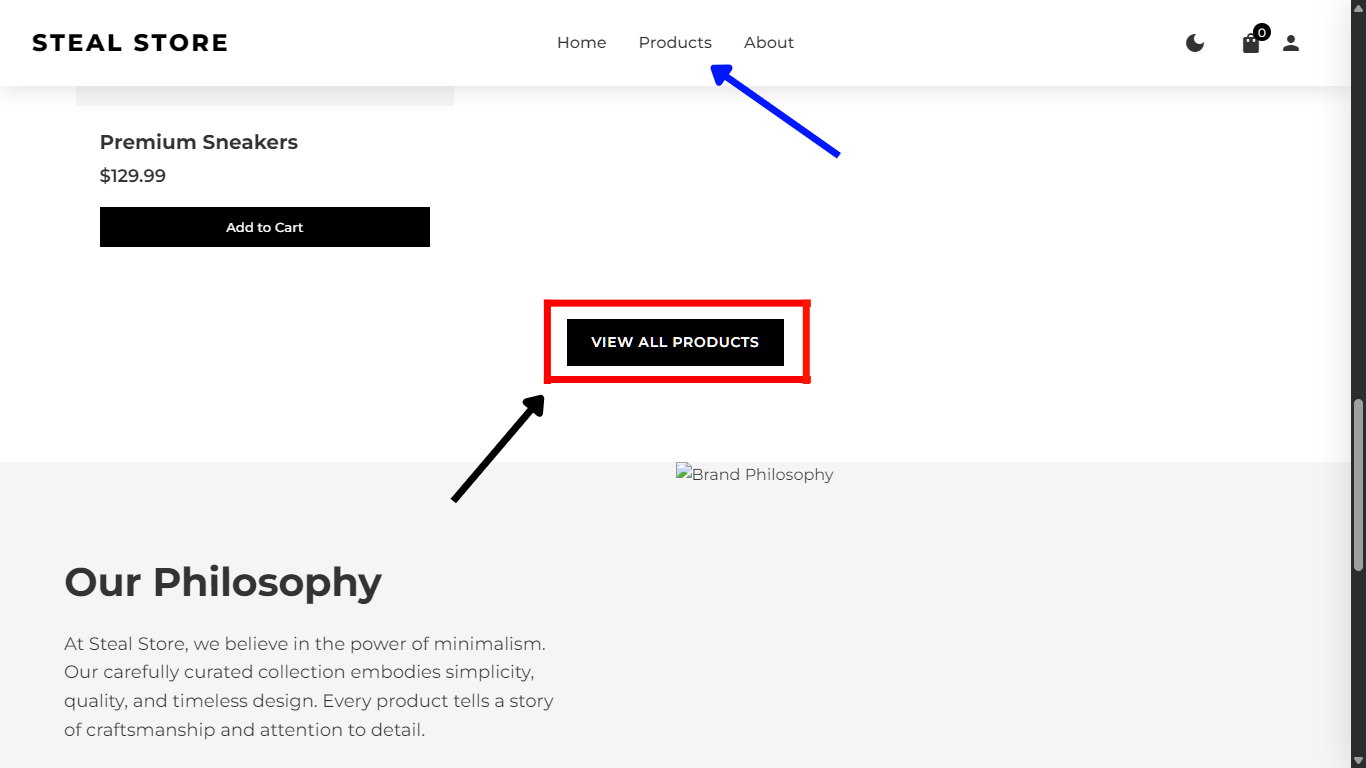 STEAL STORE
Home Products About
0
Premium Sneakers
$129.99
Add to Cart
VIEW ALL PRODUCTS
Brand Philosophy
Our Philosophy
At Steal Store, we believe in the power of minimalism.
Our carefully curated collection embodies simplicity,
quality, and timeless design. Every product tells a story
of craftsmanship and attention to detail.